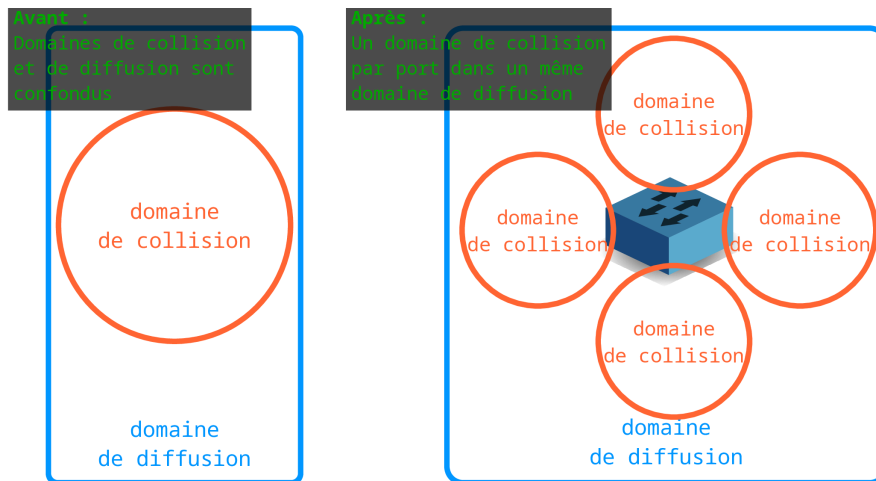 Avant :
Domaines de collision
et de diffusion sont
confondus
domaine
de collision
domaine
de diffusion
Après :
Un domaine de collision
par port dans un même
domaine de diffusion
domaine
de collision
domaine
de collision
domaine
de collision
domaine
de collision
domaine
de diffusion